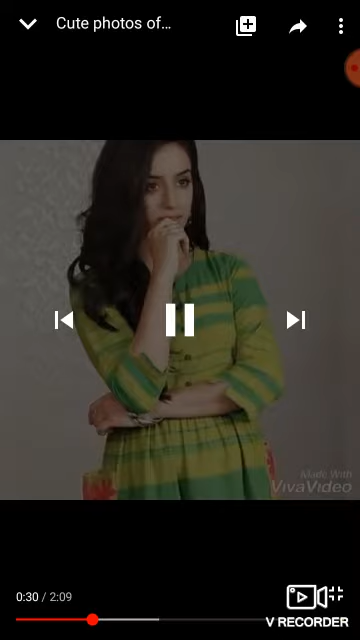 Cute photos of...
Made With
VivaVideo
0:30 / 2:09
V RECORDER